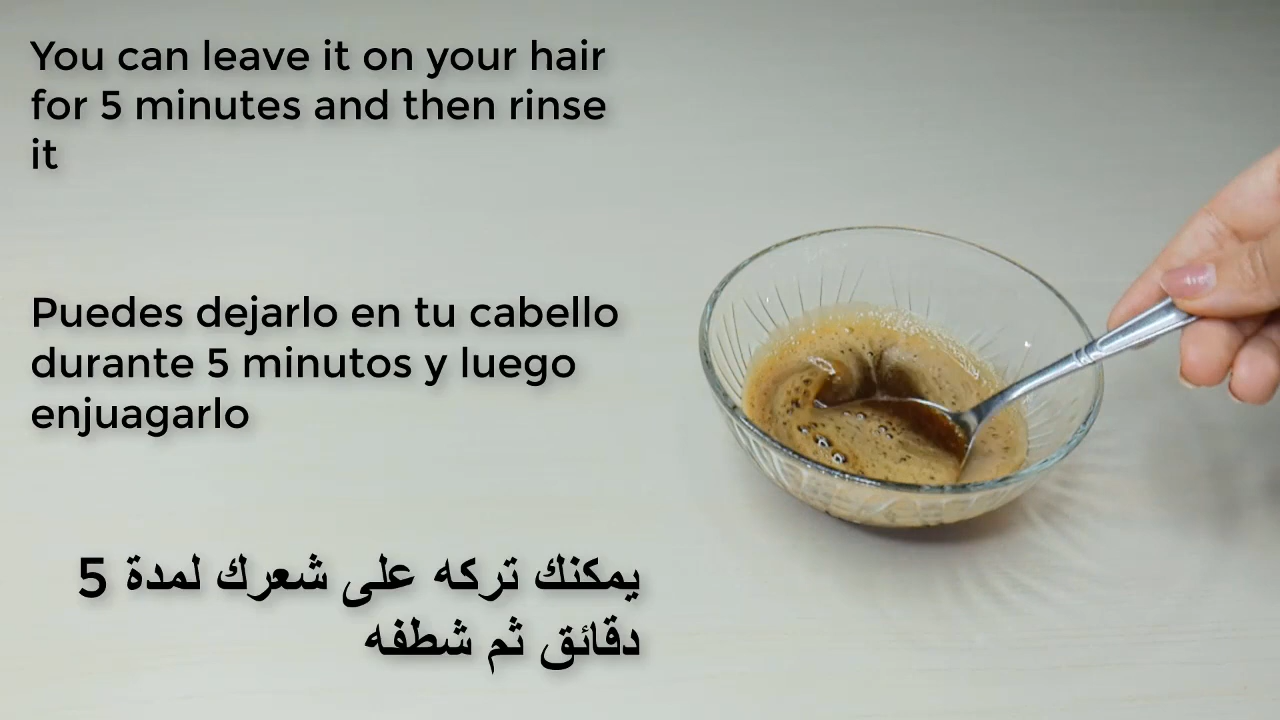 You can leave it on your hair
for 5 minutes and then rinse
it
Puedes dejarlo en tu cabello
durante 5 minutos y luego
enjuagarlo
يمكنك تركه على شعرك لمدة 5
دقائق ثم شطفه